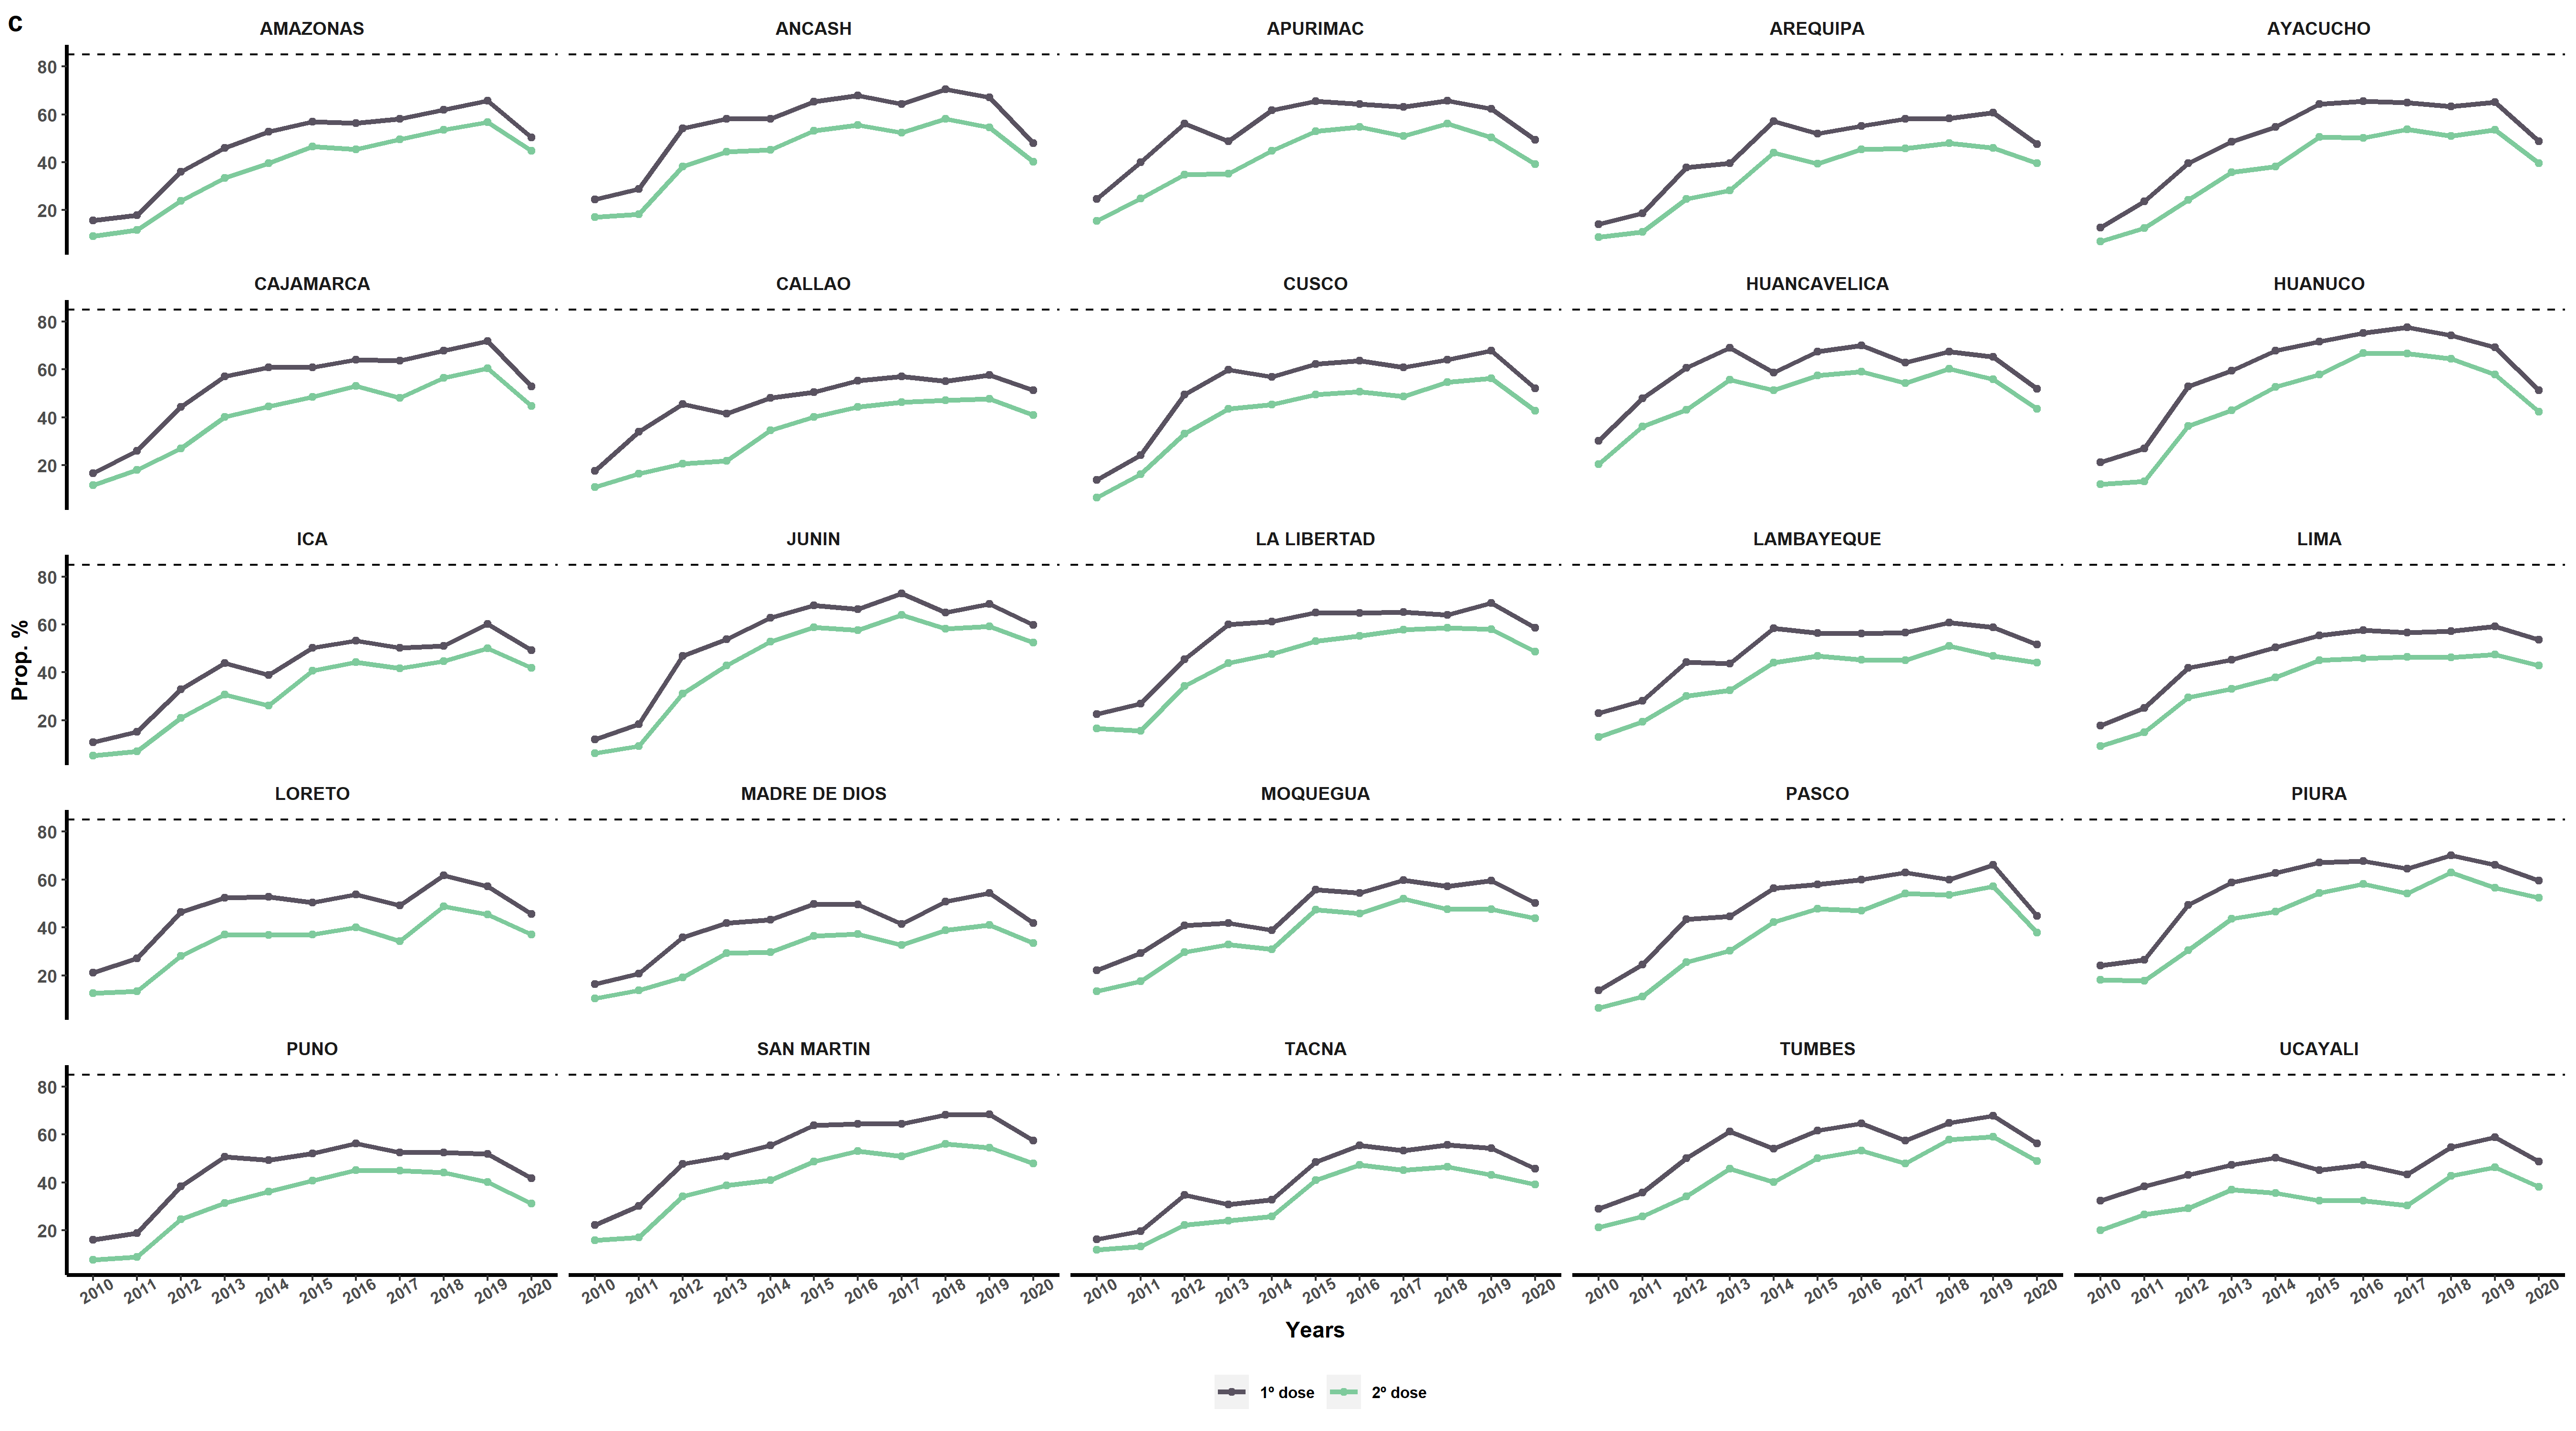 c
AMAZONAS ANCASH APURIMAC AREQUIPA AYACUCHO
80
60
40
20
CAJAMARCA CALLAO CUSCO HUANCAVELICA HUANUCO
80
60
40
20
ICA JUNIN LA LIBERTAD LAMBAYEQUE LIMA
80
60
40
20
Prop. %
LORETO MADRE DE DIOS MOQUEGUA PASCO PIURA
80
60
40
20
PUNO SAN MARTIN TACNA TUMBES UCAYALI
80
60
40
20
2010 2011 2012 2013 2014 2015 2016 2017 2018 2019 2020 2010 2011 2012 2013 2014 2015 2016 2017 2018 2019 2020 2010 2011 2012 2013 2014 2015 2016 2017 2018 2019 2020 2010 2011 2012 2013 2014 2015 2016 2017 2018 2019 2020 2010 2011 2012 2013 2014 2015 2016 2017 2018 2019 2020
Years
1º dose 2º dose